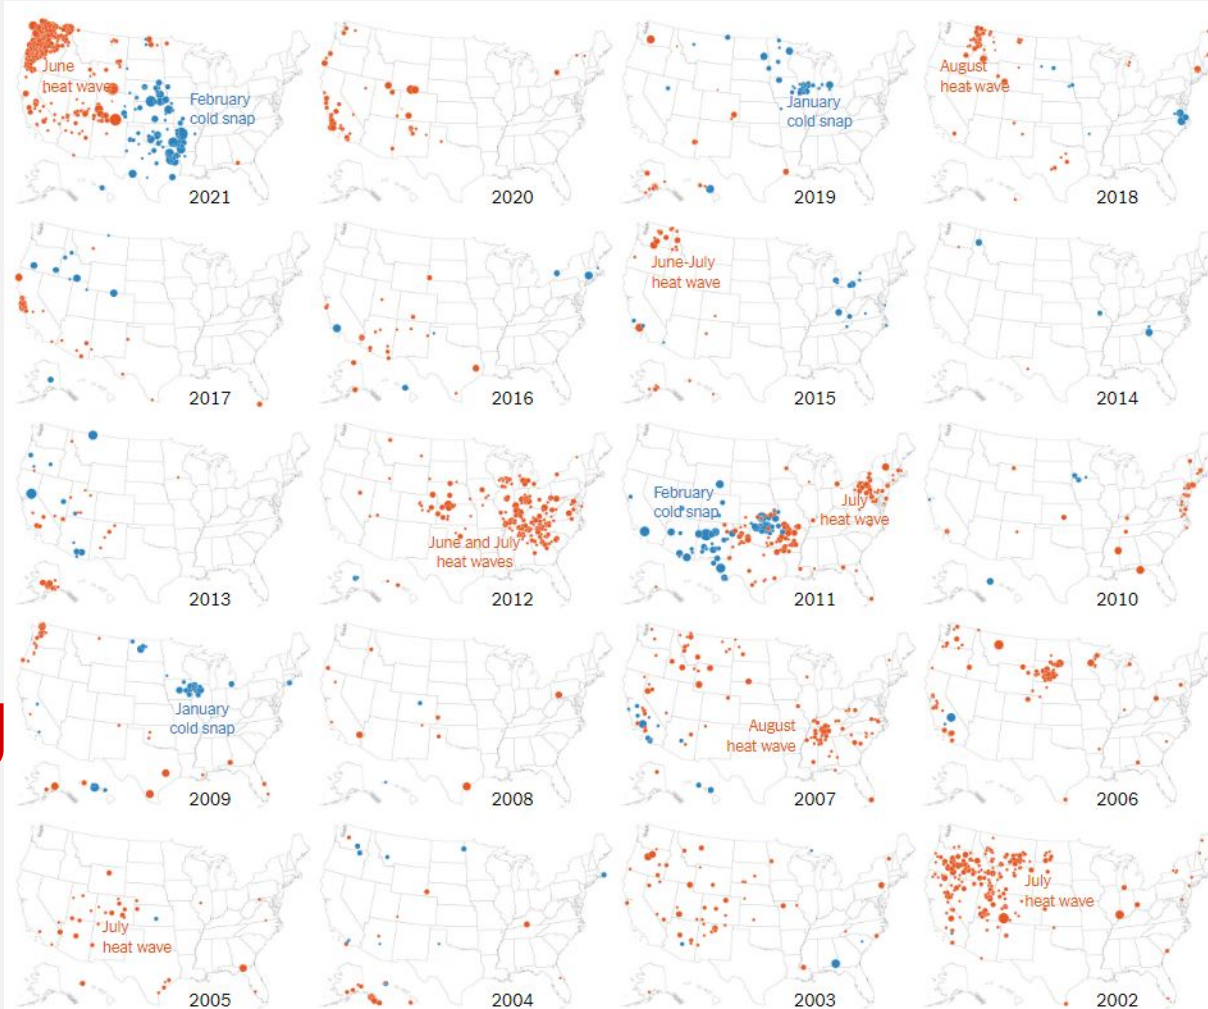 June
heat wave
February
cold snap
2021
2020
January
cold snap
2019
August
heat wave
2018
2017
2016
June-July
heat wave
2015
2014
2013
June and July
heat waves
2012
February
cold snap
July
heat wave
2011
2010
January
cold snap
2009
2008
August
heat wave
2007
2006
July
heat wave
2005
2004
2003
July
heat wave
2002